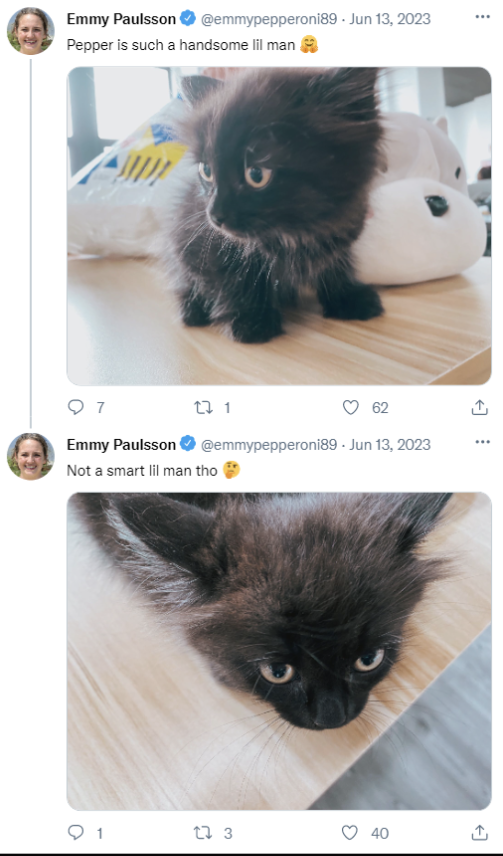 Emmy Paulsson @emmypepperoni89 · Jun 13, 2023
Pepper is such a handsome lil man 🤗
7 1 62
Emmy Paulsson @emmypepperoni89 · Jun 13, 2023
Not a smart lil man tho 🤔
1 3 40